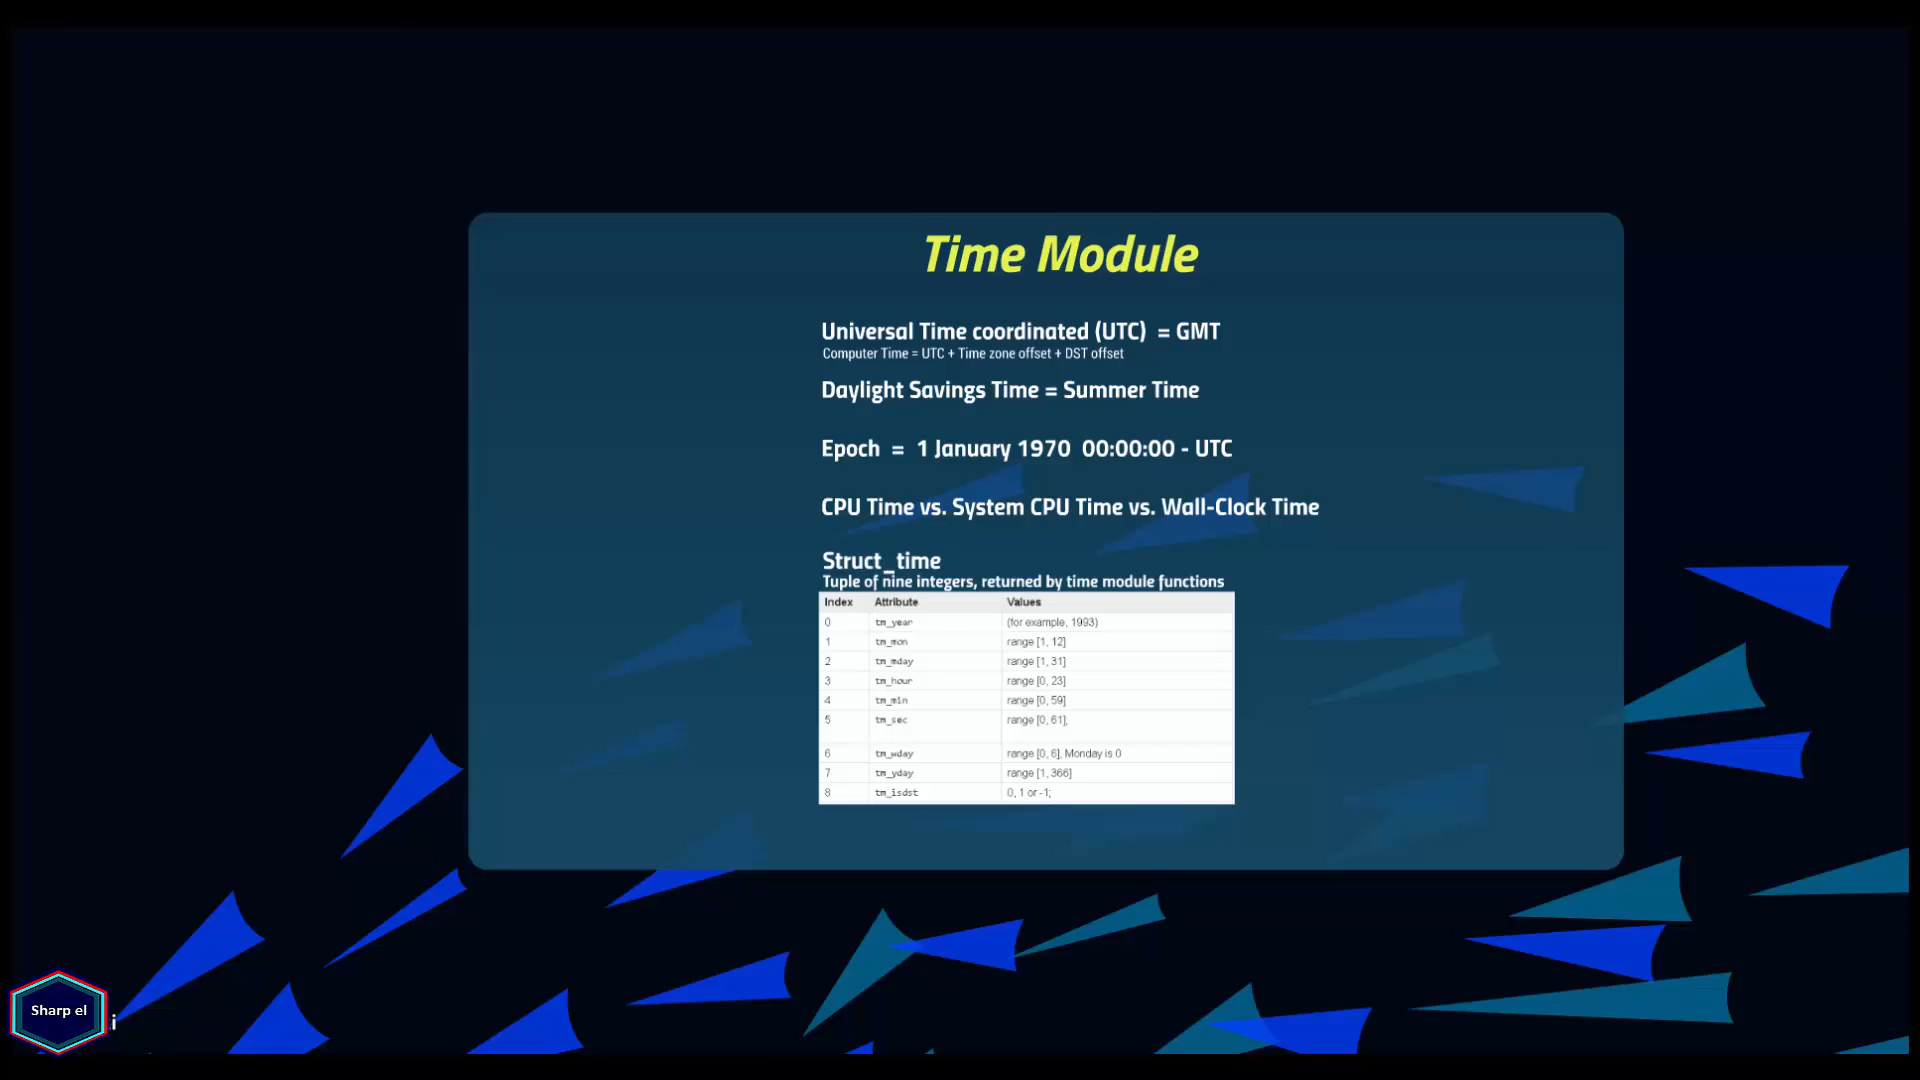 Time Module
Universal Time coordinated (UTC) = GMT
Computer Time = UTC + Time zone offset + DST offset
Daylight Savings Time = Summer Time
Epoch = 1 January 1970 00:00:00 - UTC
CPU Time vs. System CPU Time vs. Wall-Clock Time
Struct_time
Tuple of nine integers, returned by time module functions
Index Attribute Values
0 tm_year (for example, 1993)
1 tm_mon range [1, 12]
2 tm_mday range [1, 31]
3 tm_hour range [0, 23]
4 tm_min range [0, 59]
5 tm_sec range [0, 61];
6 tm_wday range [0, 6], Monday is 0
7 tm_yday range [1, 366]
8 tm_isdst 0, 1 or -1;
Sharp el